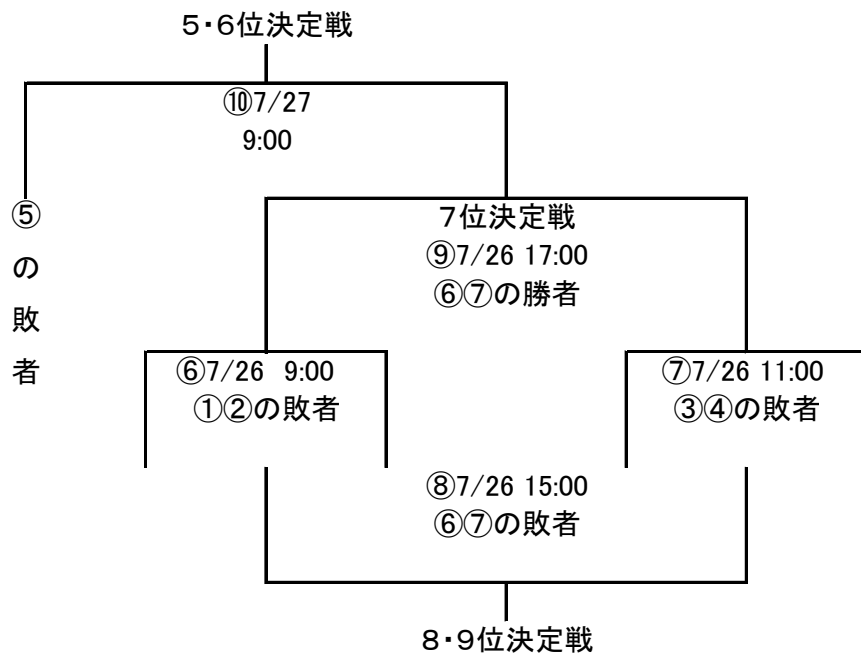 ５・６位決定戦
⑩7/27
9:00
⑤の敗者
７位決定戦
⑨7/26 17:00
⑥⑦の勝者
⑥7/26 9:00
①②の敗者
⑦7/26 11:00
③④の敗者
⑧7/26 15:00
⑥⑦の敗者
８・９位決定戦